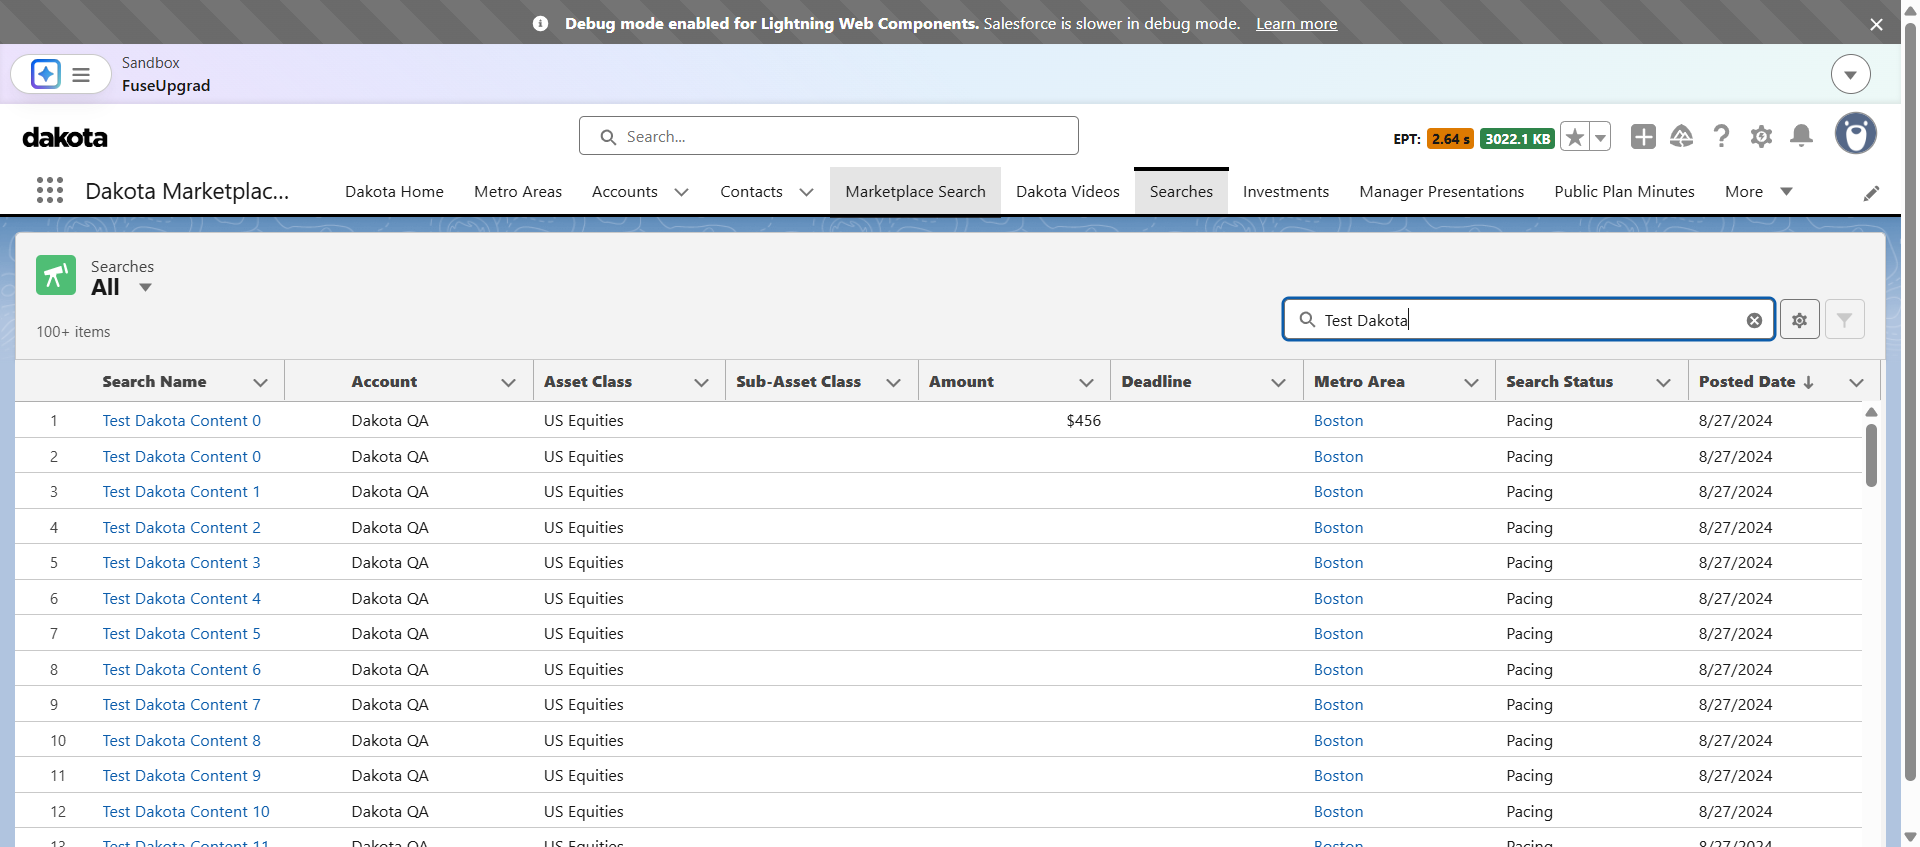 Debug mode enabled for Lightning Web Components. Salesforce is slower in debug mode. Learn more
Sandbox
FuseUpgrad
dakota
Search...
EPT: 2.64 s 3022.1 KB
Dakota Marketplac... Dakota Home Metro Areas Accounts Contacts Marketplace Search Dakota Videos Searches Investments Manager Presentations Public Plan Minutes More
Searches
All
100+ items
Test Dakota
Search Name Account Asset Class Sub-Asset Class Amount Deadline Metro Area Search Status Posted Date
1 Test Dakota Content 0 Dakota QA US Equities $456 Boston Pacing 8/27/2024
2 Test Dakota Content 0 Dakota QA US Equities Boston Pacing 8/27/2024
3 Test Dakota Content 1 Dakota QA US Equities Boston Pacing 8/27/2024
4 Test Dakota Content 2 Dakota QA US Equities Boston Pacing 8/27/2024
5 Test Dakota Content 3 Dakota QA US Equities Boston Pacing 8/27/2024
6 Test Dakota Content 4 Dakota QA US Equities Boston Pacing 8/27/2024
7 Test Dakota Content 5 Dakota QA US Equities Boston Pacing 8/27/2024
8 Test Dakota Content 6 Dakota QA US Equities Boston Pacing 8/27/2024
9 Test Dakota Content 7 Dakota QA US Equities Boston Pacing 8/27/2024
10 Test Dakota Content 8 Dakota QA US Equities Boston Pacing 8/27/2024
11 Test Dakota Content 9 Dakota QA US Equities Boston Pacing 8/27/2024
12 Test Dakota Content 10 Dakota QA US Equities Boston Pacing 8/27/2024
13 Test Dakota Content 11 Dakota QA US Equities Boston Pacing 8/27/2024